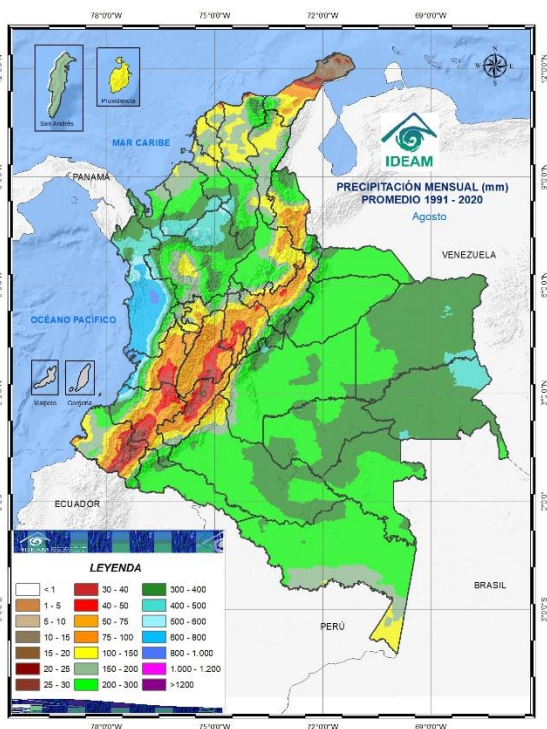 78°0'0"W
75°0'0"W
72°0'0"W
69°0'0"W
San Andrés
Providencia
N
MAR CARIBE
IDEAM
PANAMÁ
PRECIPITACIÓN MENSUAL (mm)
PROMEDIO 1991 - 2020
Agosto
VENEZUELA
OCÉANO PACÍFICO
Malpelo
Gorgona
ECUADOR
BRASIL
PERÚ
IDEAM
LEYENDA
< 1
1 - 5
5 - 10
10 - 15
15 - 20
20 - 25
25 - 30
30 - 40
40 - 50
50 - 75
75 - 100
100 - 150
150 - 200
200 - 300
300 - 400
400 - 500
500 - 600
600 - 800
800 - 1.000
1.000 - 1.200
>1200
78°0'0"W
75°0'0"W
72°0'0"W
69°0'0"W